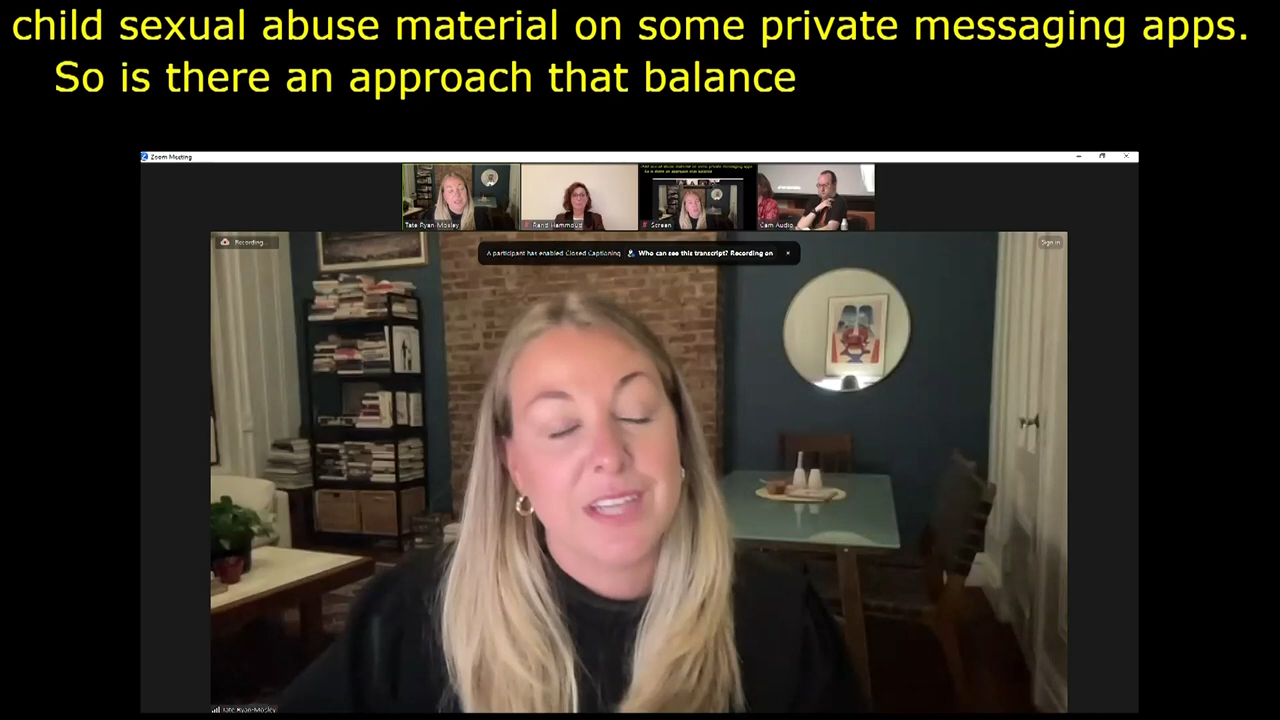 child sexual abuse material on some private messaging apps.
So is there an approach that balance
Zoom Meeting
Tate Ryan-Mosley
Rand Hammoud
Screen
Cam Audio
Recording...
A participant has enabled Closed Captioning Who can see this transcript? Recording on
Sign in
Tate Ryan-Mosley